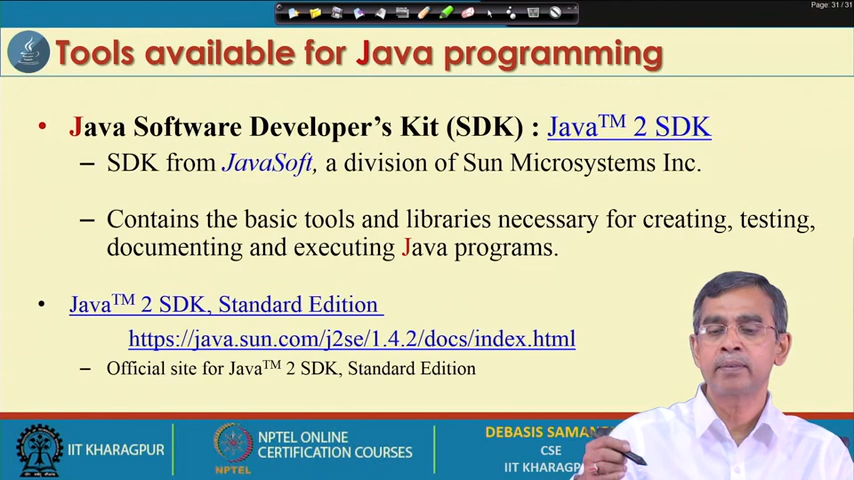 Page: 31 / 31
Tools available for Java programming
• Java Software Developer's Kit (SDK) : Java™ 2 SDK
– SDK from JavaSoft, a division of Sun Microsystems Inc.
– Contains the basic tools and libraries necessary for creating, testing,
documenting and executing Java programs.
• Java™ 2 SDK, Standard Edition
https://java.sun.com/j2se/1.4.2/docs/index.html
– Official site for Java™ 2 SDK, Standard Edition
IIT KHARAGPUR
NPTEL
NPTEL ONLINE
CERTIFICATION COURSES
DEBASIS
CSE
IIT